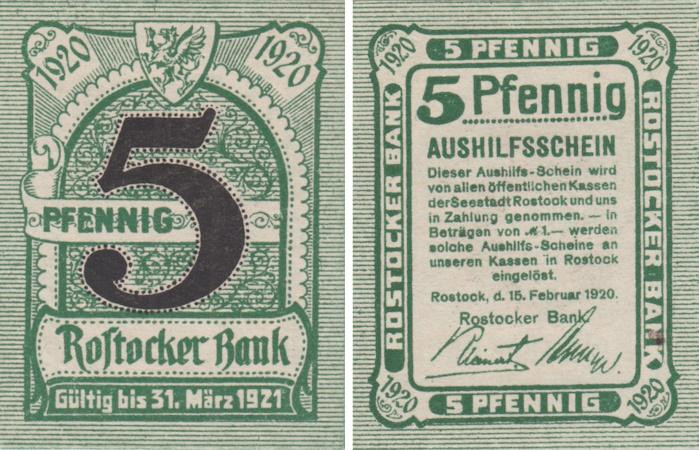 1920
1920
5
PFENNIG
Rostocker Bank
Gültig bis 31. März 1921
1920
5 PFENNIG
1920
ROSTOCKER BANK
ROSTOCKER BANK
5 Pfennig
AUSHILFSSCHEIN
Dieser Aushilfs-Schein wird
von allen öffentlichen Kassen
der Seestadt Rostock und uns
in Zahlung genommen. — In
Beträgen von ℳ 1.— werden
solche Aushilfs-Scheine an
unseren Kassen in Rostock
eingelöst.
Rostock, d. 15. Februar 1920.
Rostocker Bank
1920
5 PFENNIG
1920